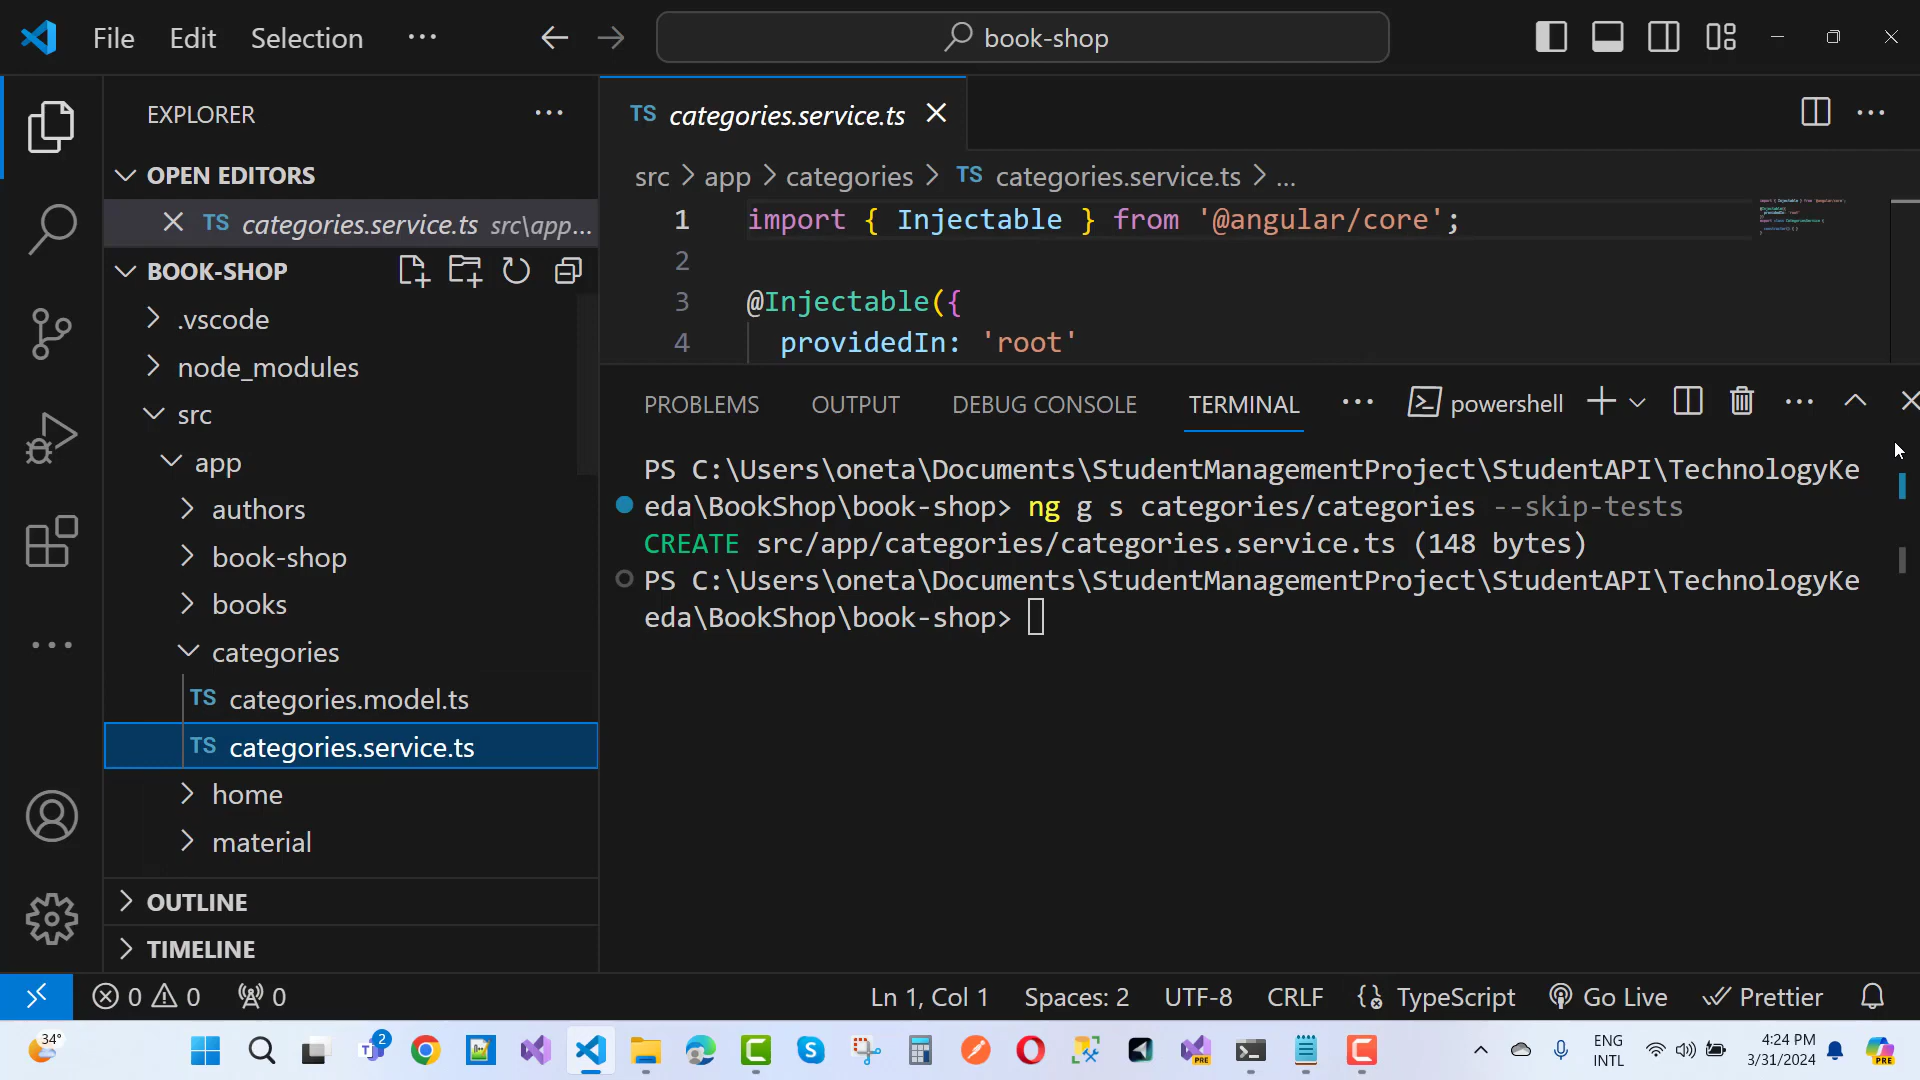 File Edit Selection ···
book-shop
EXPLORER
OPEN EDITORS
TS categories.service.ts src\app...
BOOK-SHOP
.vscode
node_modules
src
app
authors
book-shop
books
categories
TS categories.model.ts
TS categories.service.ts
home
material
OUTLINE
TIMELINE
TS categories.service.ts
src > app > categories > TS categories.service.ts > ...
1 import { Injectable } from '@angular/core';
2
3 @Injectable({
4 providedIn: 'root'
PROBLEMS OUTPUT DEBUG CONSOLE TERMINAL ··· powershell
PS C:\Users\oneta\Documents\StudentManagementProject\StudentAPI\TechnologyKe
eda\BookShop\book-shop> ng g s categories/categories --skip-tests
CREATE src/app/categories/categories.service.ts (148 bytes)
PS C:\Users\oneta\Documents\StudentManagementProject\StudentAPI\TechnologyKe
eda\BookShop\book-shop>
0 0 0 Ln 1, Col 1 Spaces: 2 UTF-8 CRLF TypeScript Go Live Prettier
34° 2 PRE ENG 4:24 PM
INTL 3/31/2024 PRE